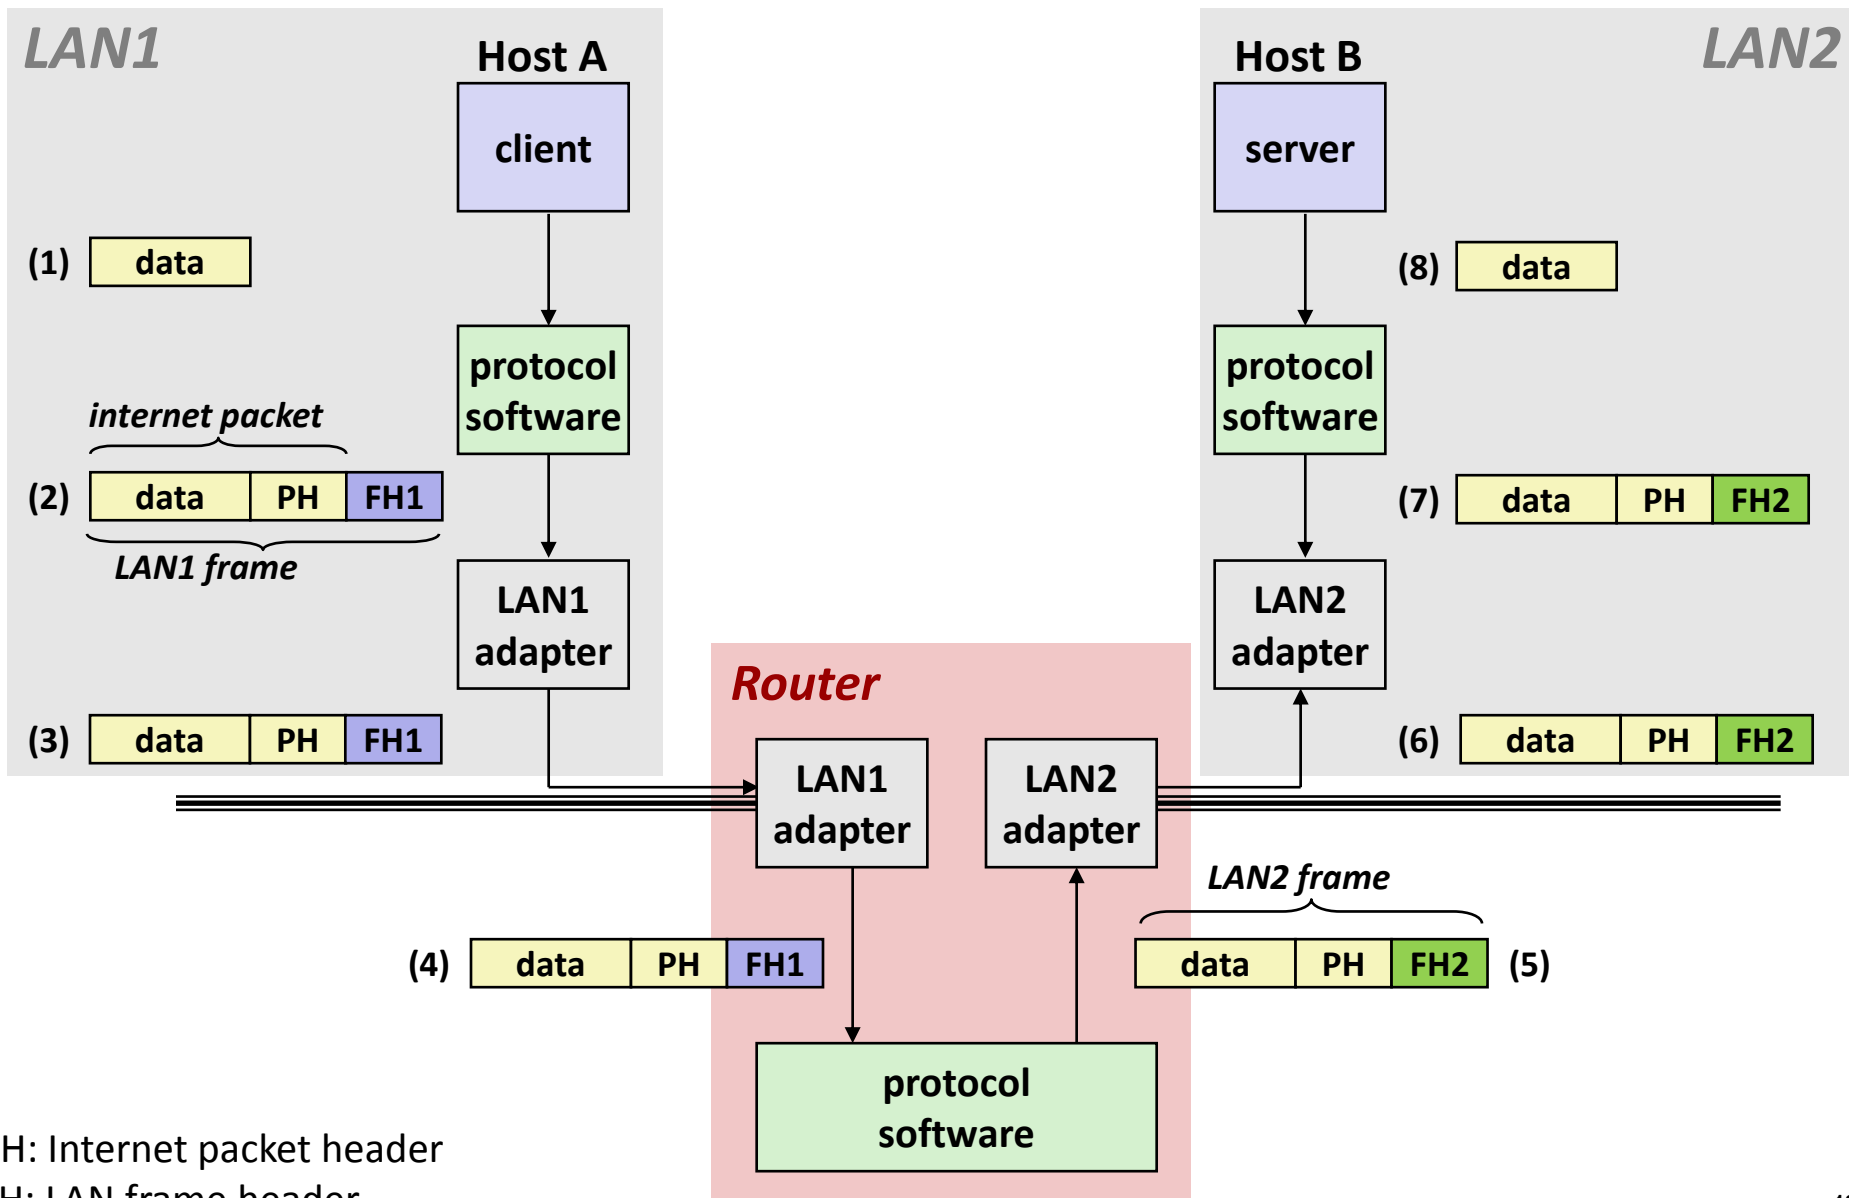 LAN1
Host A
client
(1) data
protocol
software
internet packet
(2) data PH FH1
LAN1 frame
LAN1
adapter
(3) data PH FH1
Host B
LAN2
server
(8) data
protocol
software
(7) data PH FH2
LAN2
adapter
(6) data PH FH2
Router
LAN1
adapter
LAN2
adapter
LAN2 frame
(4) data PH FH1
data PH FH2 (5)
protocol
software
H: Internet packet header
H: LAN frame header